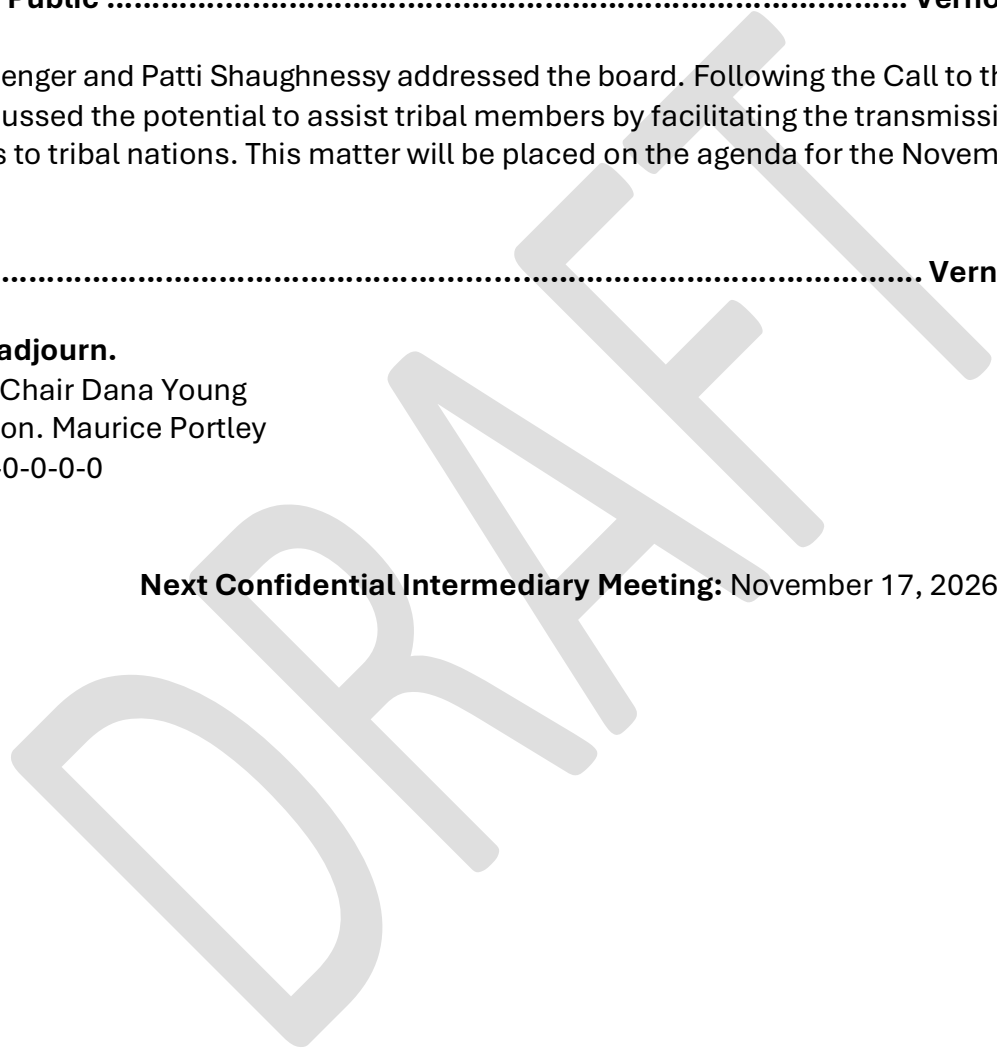 Public ........................................................................................................ Verno
enger and Patti Shaughnessy addressed the board. Following the Call to th
ussed the potential to assist tribal members by facilitating the transmissi
s to tribal nations. This matter will be placed on the agenda for the Novem
........................................................................................................................ Vern
adjourn.
Chair Dana Young
on. Maurice Portley
-0-0-0-0
Next Confidential Intermediary Meeting: November 17, 2026
DRAFT